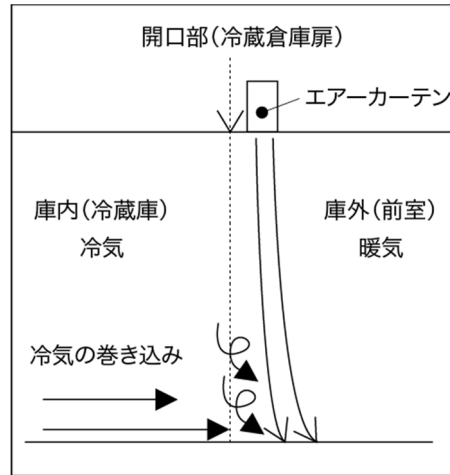 開口部(冷蔵倉庫扉)
エアーカーテン
庫内(冷蔵庫)
冷気
庫外(前室)
暖気
冷気の巻き込み